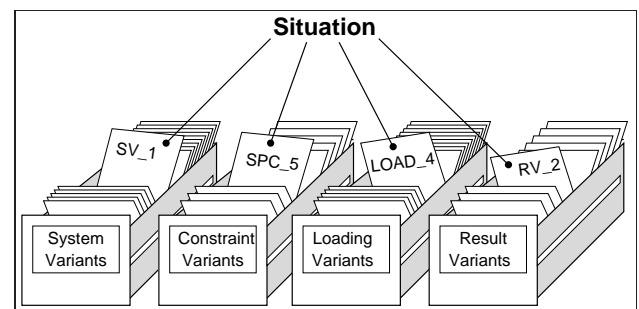 Situation
SV_1
SPC_5
LOAD_4
RV_2
System
Variants
Constraint
Variants
Loading
Variants
Result
Variants